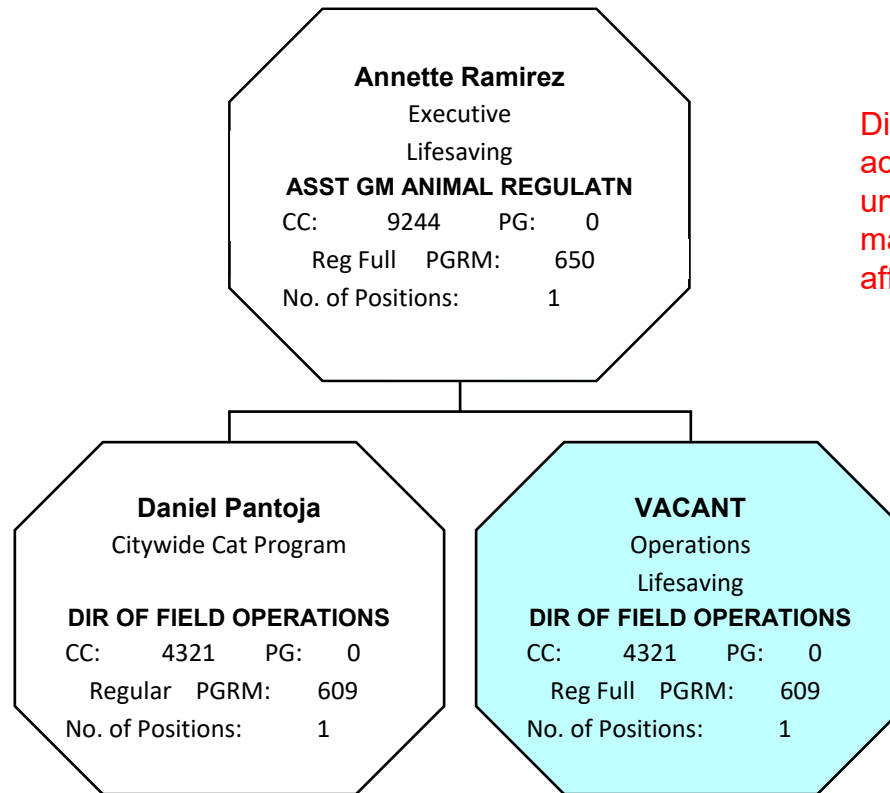 Annette Ramirez
Executive
Lifesaving
ASST GM ANIMAL REGULATN
CC: 9244 PG: 0
Reg Full PGRM: 650
No. of Positions: 1
Daniel Pantoja
Citywide Cat Program
DIR OF FIELD OPERATIONS
CC: 4321 PG: 0
Regular PGRM: 609
No. of Positions: 1
VACANT
Operations
Lifesaving
DIR OF FIELD OPERATIONS
CC: 4321 PG: 0
Reg Full PGRM: 609
No. of Positions: 1